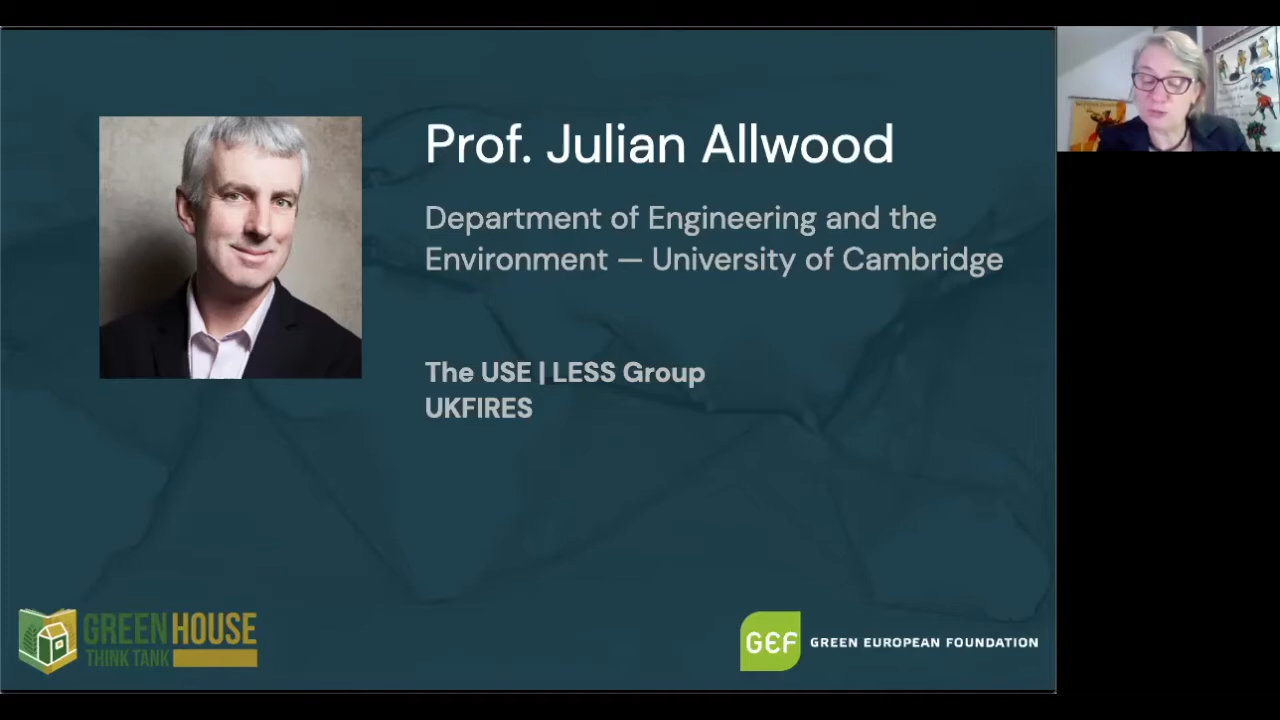 Prof. Julian Allwood
Department of Engineering and the
Environment — University of Cambridge
The USE | LESS Group
UKFIRES
GREEN HOUSE
THINK TANK
GEF GREEN EUROPEAN FOUNDATION